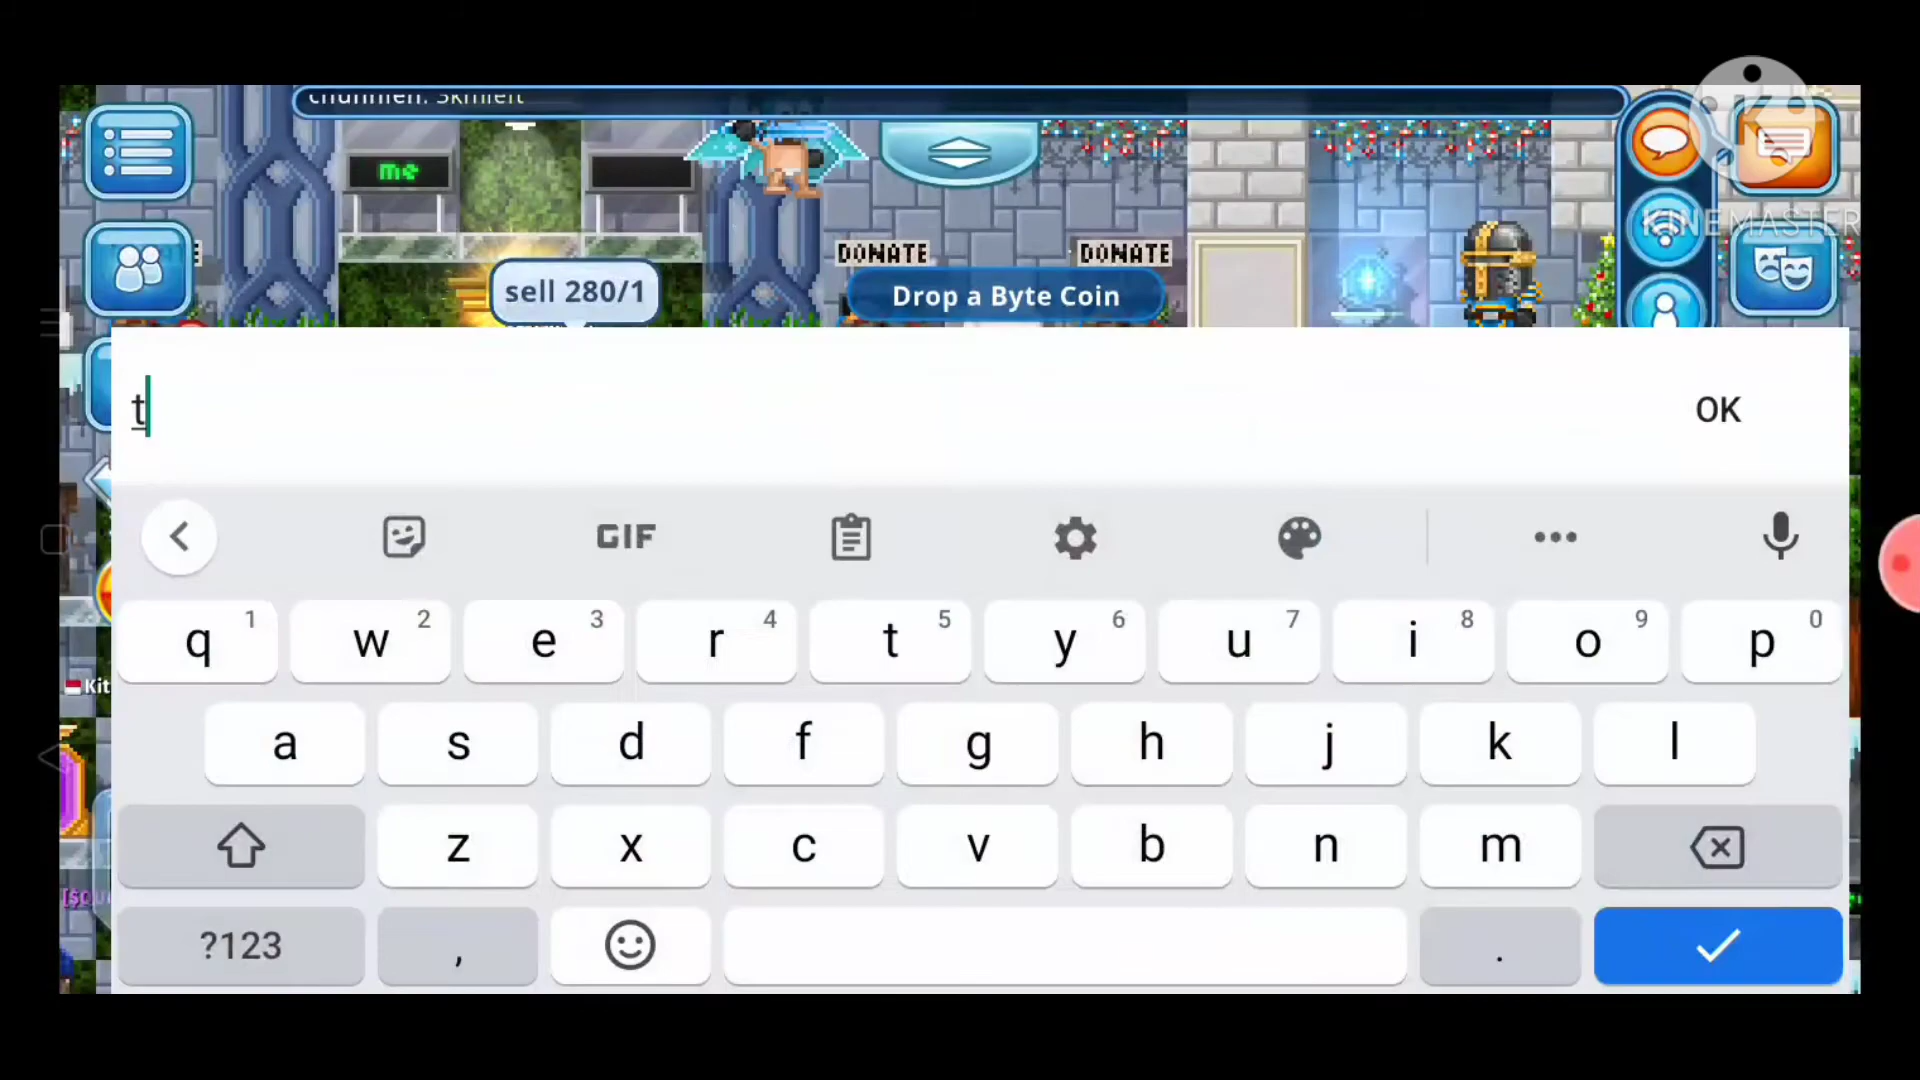 me
KINEMASTER
DONATE
DONATE
sell 280/1
Drop a Byte Coin
t
OK
GIF
q 1 w 2 e 3 r 4 t 5 y 6 u 7 i 8 o 9 p 0
Kit
a s d f g h j k l
z x c v b n m
?123 , .